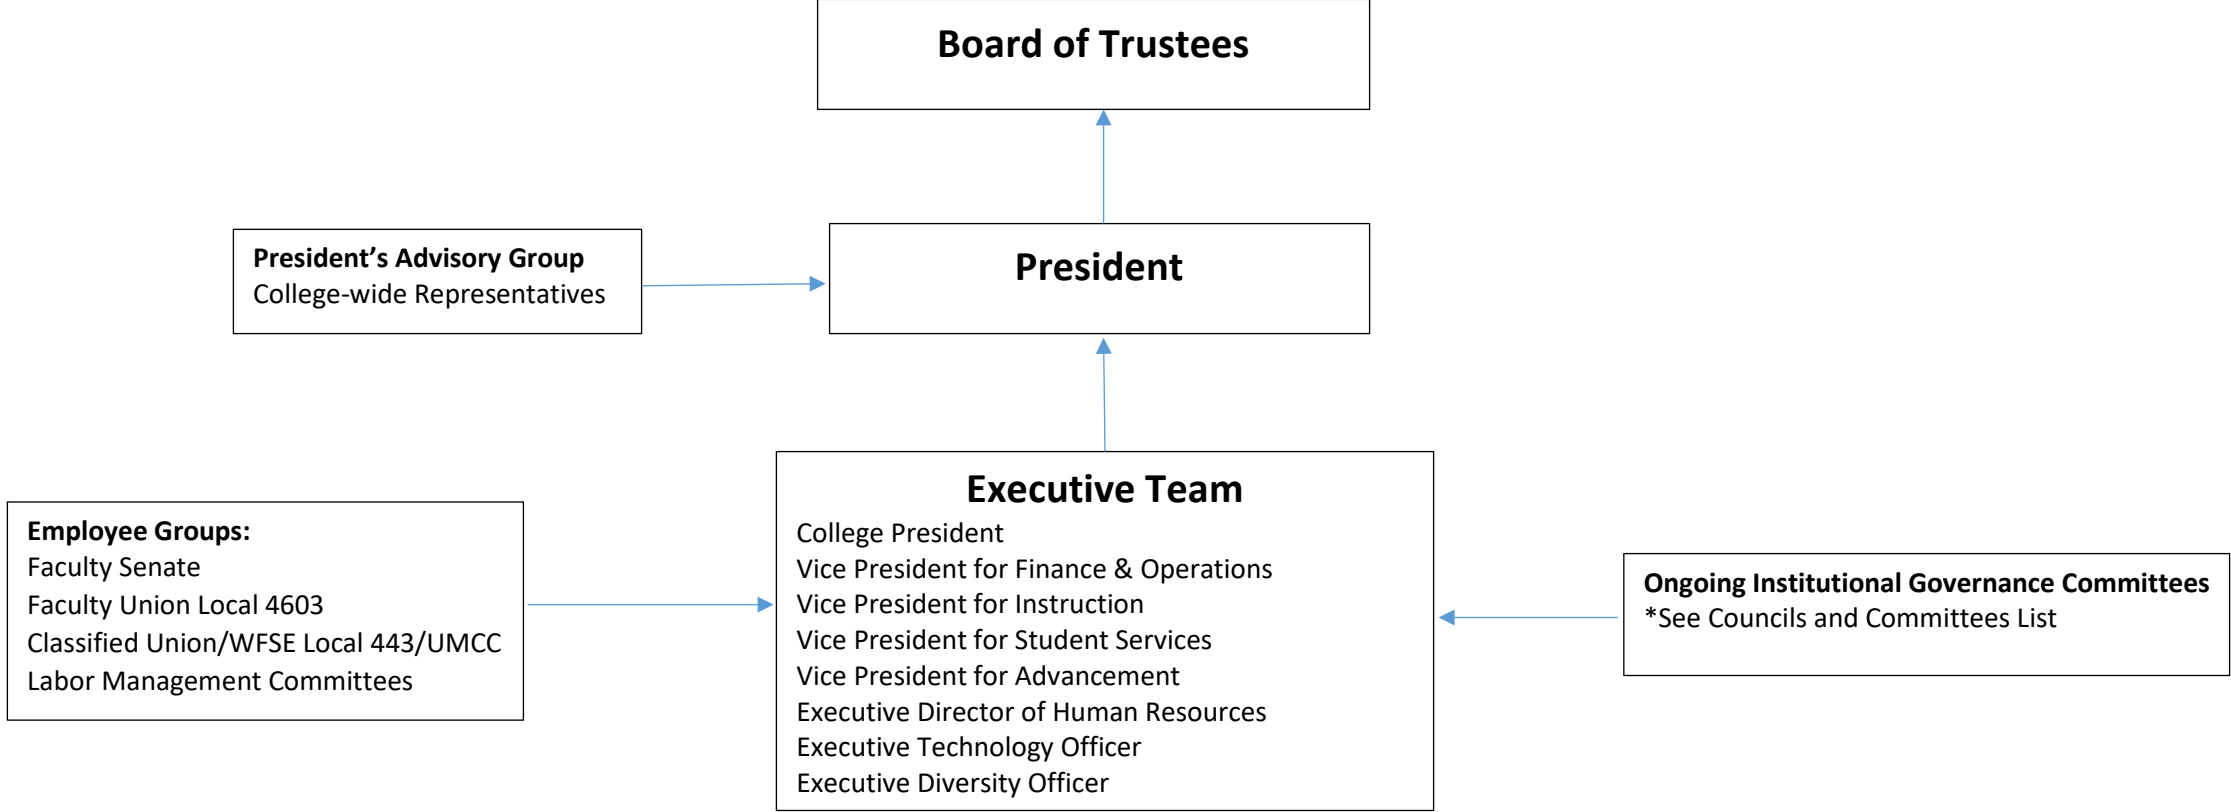 Board of Trustees
President’s Advisory Group
College-wide Representatives
President
Employee Groups:
Faculty Senate
Faculty Union Local 4603
Classified Union/WFSE Local 443/UMCC
Labor Management Committees
Executive Team
College President
Vice President for Finance & Operations
Vice President for Instruction
Vice President for Student Services
Vice President for Advancement
Executive Director of Human Resources
Executive Technology Officer
Executive Diversity Officer
Ongoing Institutional Governance Committees
*See Councils and Committees List